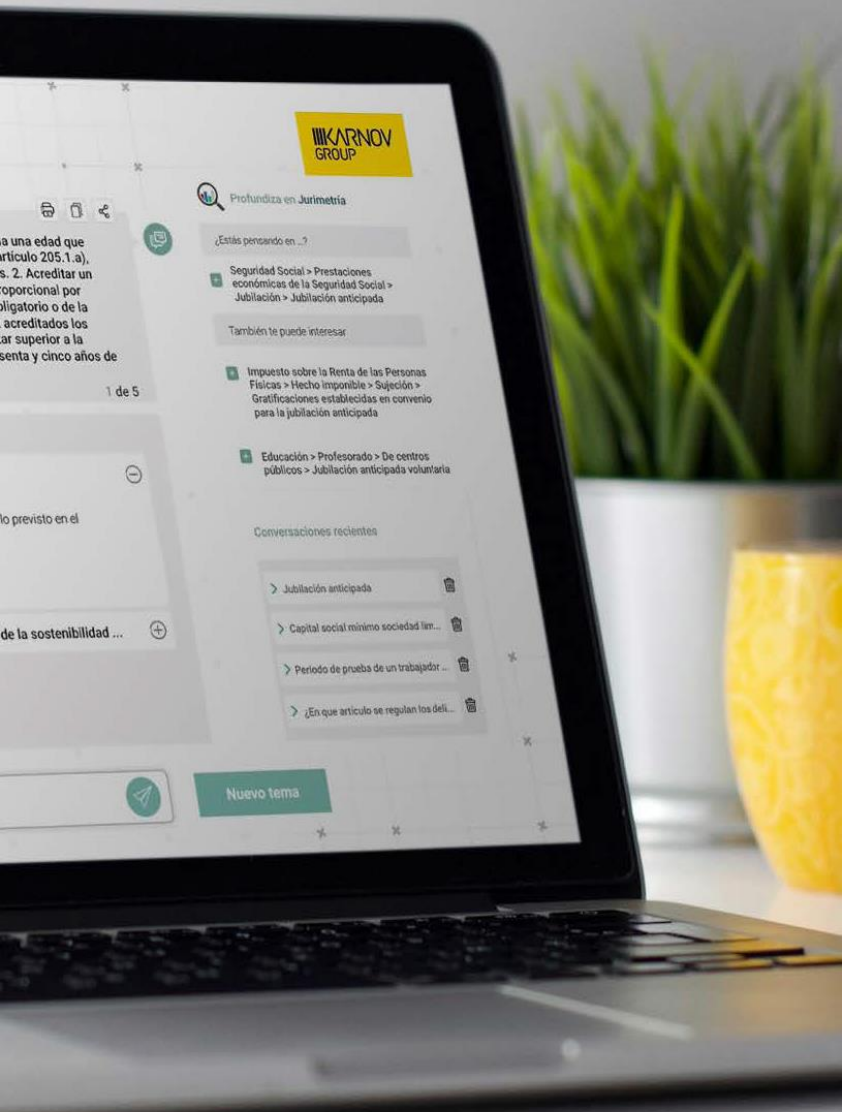 KARNOV
GROUP
a una edad que
artículo 205.1.a),
s. 2. Acreditar un
roporcional por
bligatorio o de la
acreditados los
tar superior a la
senta y cinco años de
1 de 5
lo previsto en el
de la sostenibilidad ...
Profundiza en Jurimetría
¿Estás pensando en ...?
Seguridad Social > Prestaciones
económicas de la Seguridad Social >
Jubilación > Jubilación anticipada
También te puede interesar
Impuesto sobre la Renta de las Personas
Físicas > Hecho imponible > Sujeción >
Gratificaciones establecidas en convenio
para la jubilación anticipada
Educación > Profesorado > De centros
públicos > Jubilación anticipada voluntaria
Conversaciones recientes
> Jubilación anticipada
> Capital social mínimo sociedad lim...
> Periodo de prueba de un trabajador ...
> ¿En que articulo se regulan los deli...
Nuevo tema